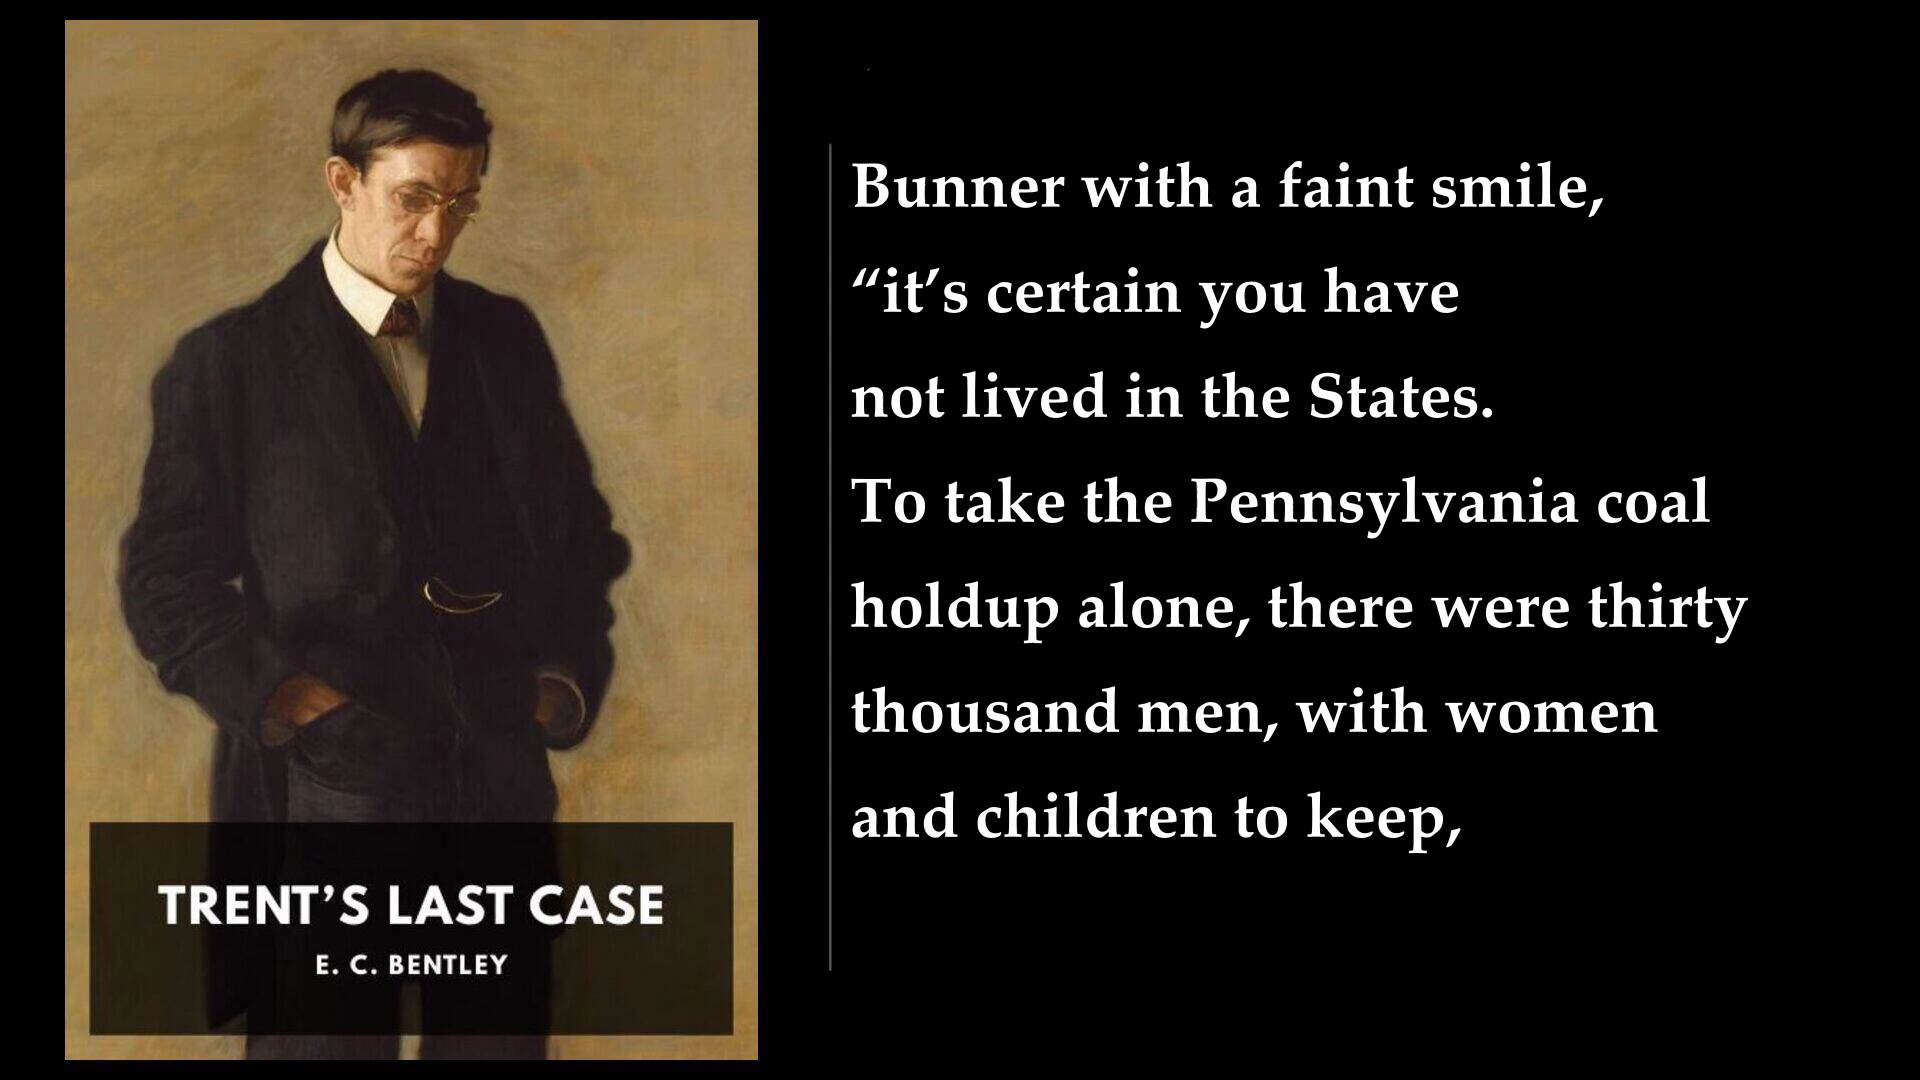 TRENT’S LAST CASE
E. C. BENTLEY
Bunner with a faint smile,
“it’s certain you have
not lived in the States.
To take the Pennsylvania coal
holdup alone, there were thirty
thousand men, with women
and children to keep,